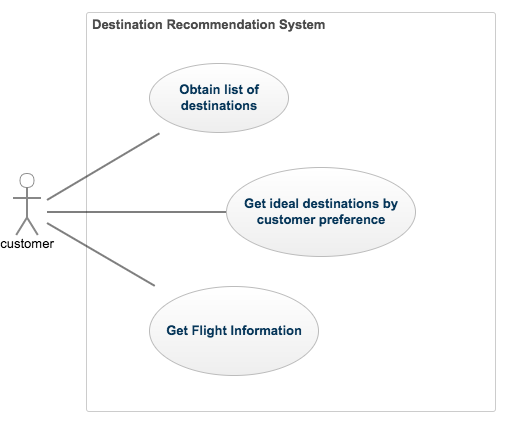 Destination Recommendation System
Obtain list of
destinations
Get ideal destinations by
customer preference
customer
Get Flight Information